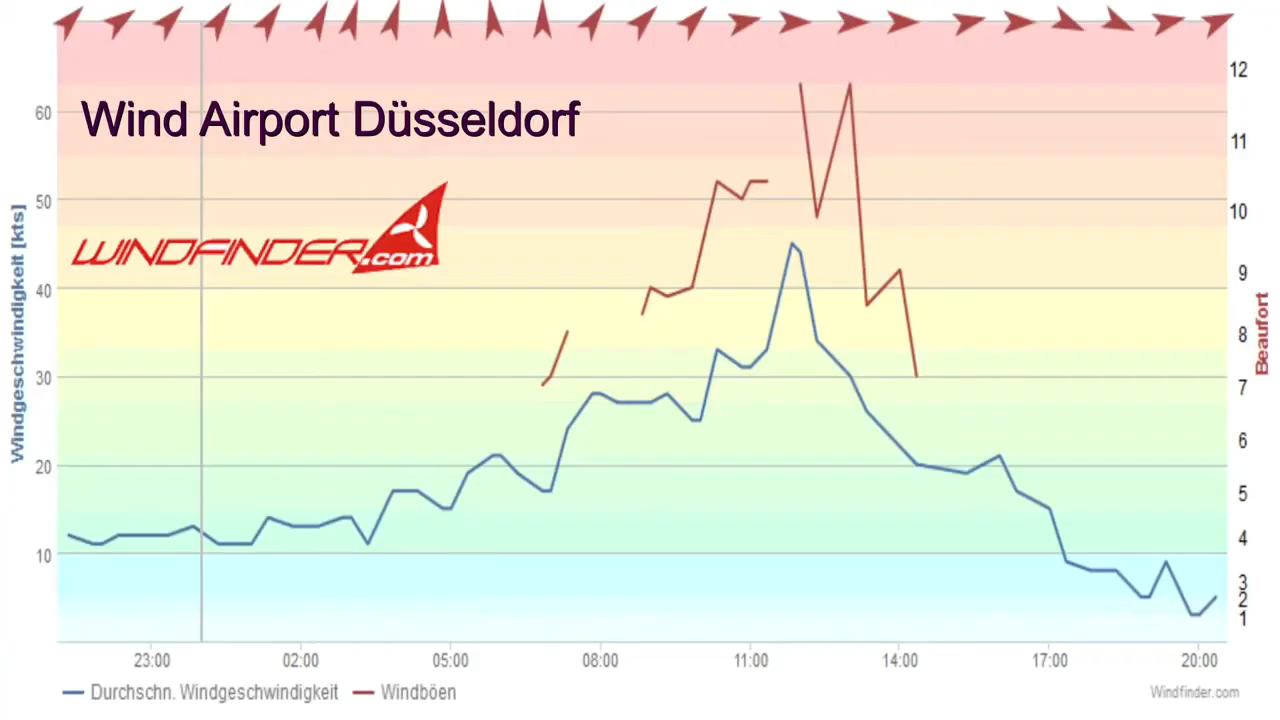 Wind Airport Düsseldorf
WINDFINDER.com
Windgeschwindigkeit [kts]
60
50
40
30
20
10
12
11
10
9
8
7
6
5
4
3
2
1
Beaufort
23:00 02:00 05:00 08:00 11:00 14:00 17:00 20:00
Durchschn. Windgeschwindigkeit Windböen
Windfinder.com